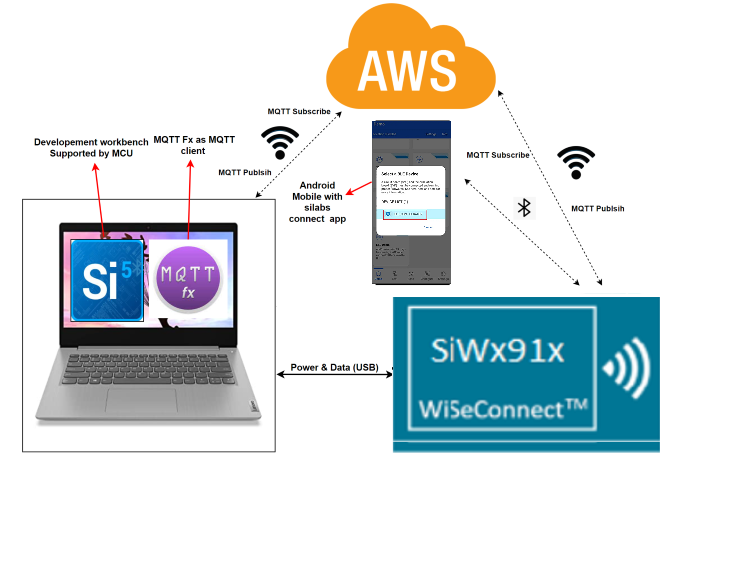 AWS
MQTT Subscribe
Developement workbench
Supported by MCU
MQTT Fx as MQTT
client
MQTT Publsih
MQTT Subscribe
Android
Mobile with
silabs
connect app
MQTT Publsih
Si 5
MQTT
fx
Power & Data (USB)
SiWx91x
WiSeConnect™
Lenovo